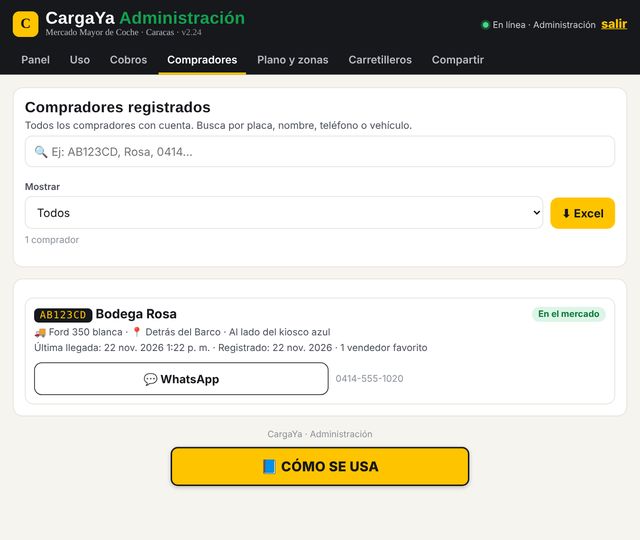 C CargaYa Administración
Mercado Mayor de Coche · Caracas · v2.24
En línea · Administración salir
Panel Uso Cobros Compradores Plano y zonas Carretilleros Compartir
Compradores registrados
Todos los compradores con cuenta. Busca por placa, nombre, teléfono o vehículo.
🔍 Ej: AB123CD, Rosa, 0414...
Mostrar
Todos
⬇ Excel
1 comprador
AB123CD Bodega Rosa
En el mercado
🚚 Ford 350 blanca · 📍 Detrás del Barco · Al lado del kiosco azul
Última llegada: 22 nov. 2026 1:22 p. m. · Registrado: 22 nov. 2026 · 1 vendedor favorito
💬 WhatsApp 0414-555-1020
CargaYa · Administración
📘 CÓMO SE USA